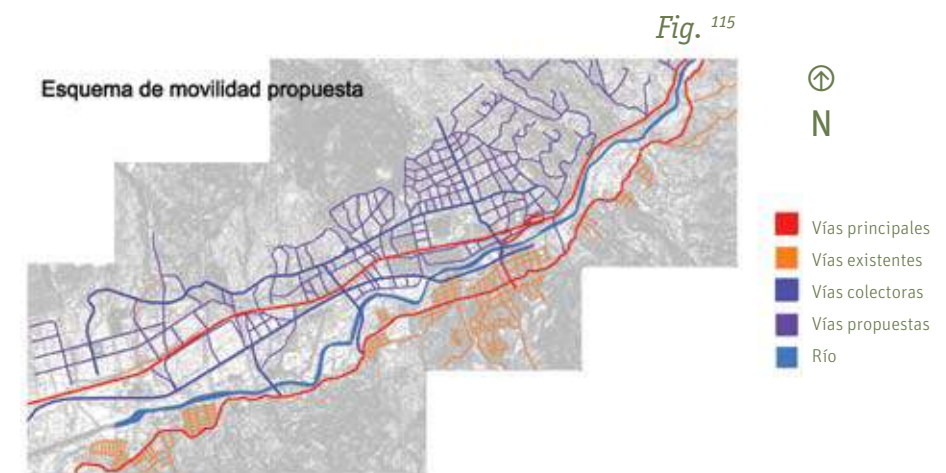 Fig. 115
Esquema de movilidad propuesta
N
Vías principales
Vías existentes
Vías colectoras
Vías propuestas
Río